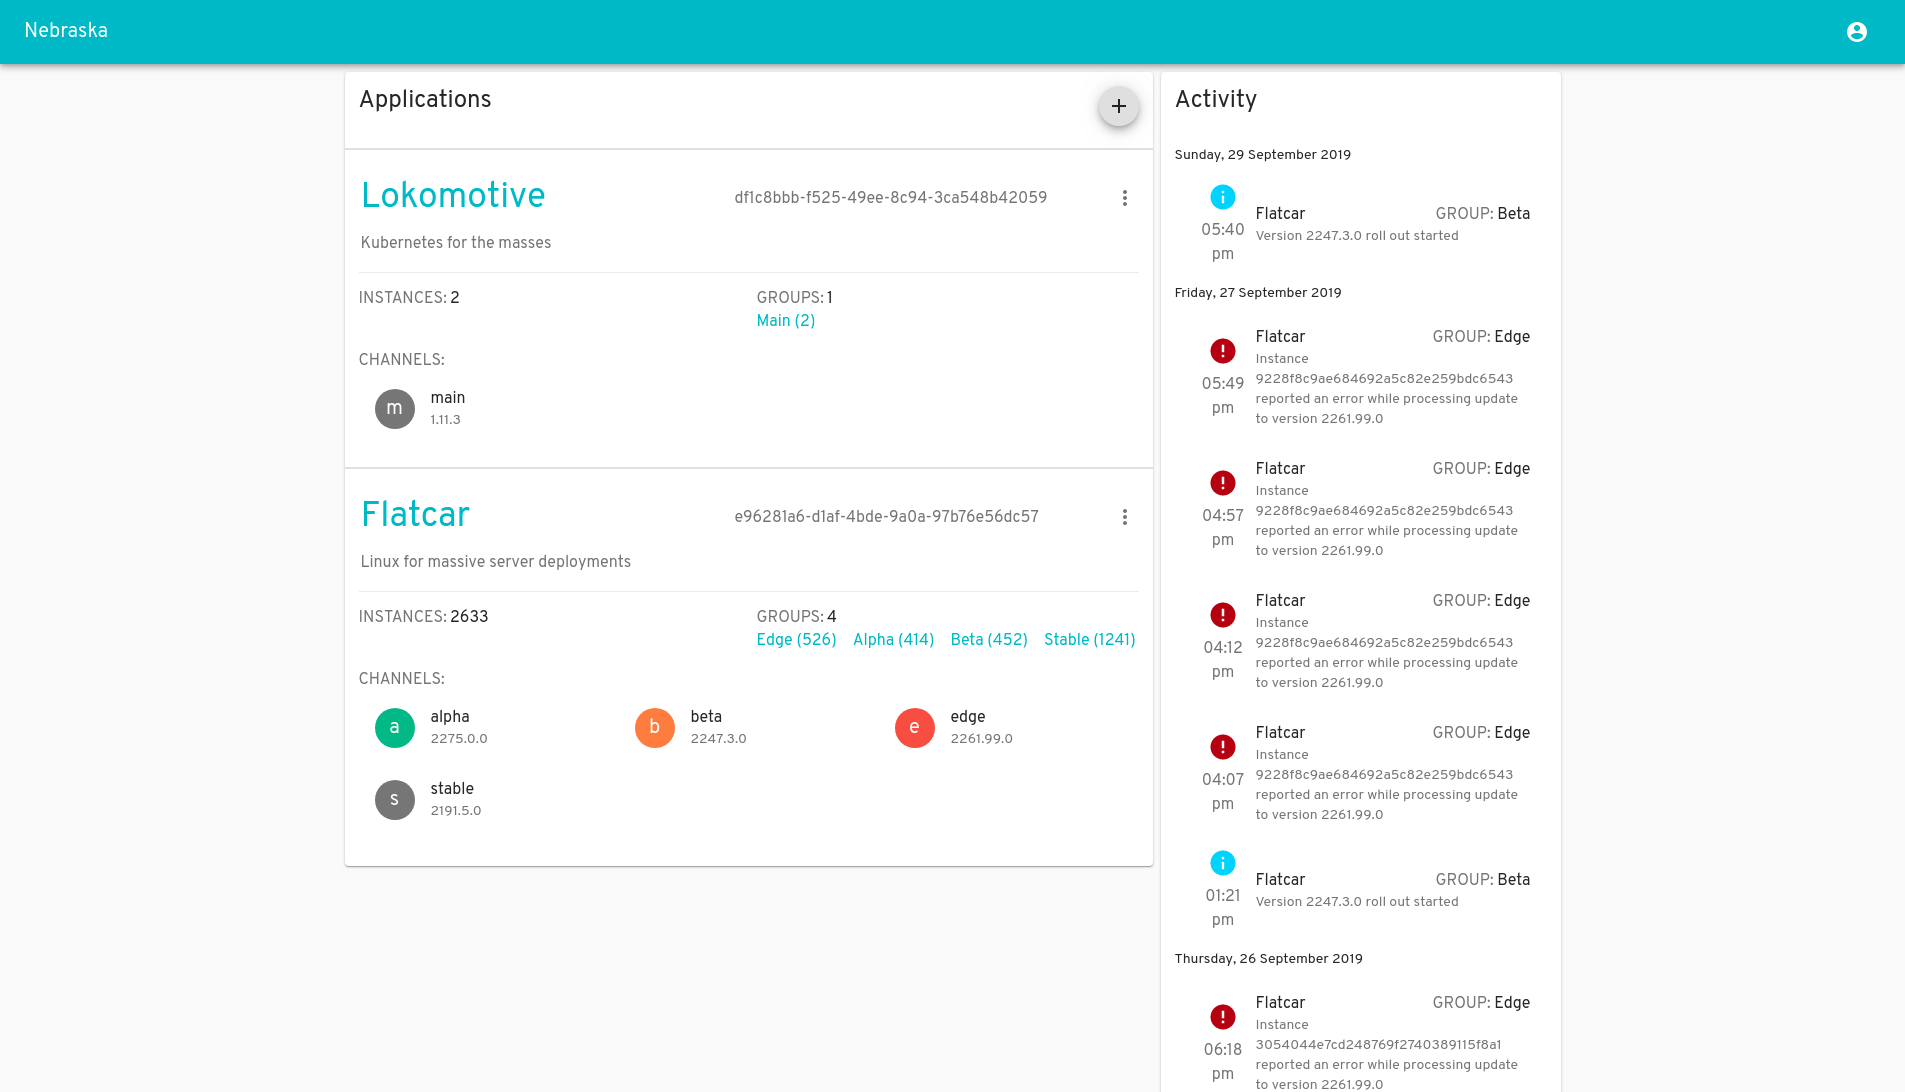 Nebraska
Applications
+
Lokomotive
df1c8bbb-f525-49ee-8c94-3ca548b42059
Kubernetes for the masses
INSTANCES: 2
GROUPS: 1
Main (2)
CHANNELS:
m
main
1.11.3
Flatcar
e96281a6-d1af-4bde-9a0a-97b76e56dc57
Linux for massive server deployments
INSTANCES: 2633
GROUPS: 4
Edge (526) Alpha (414) Beta (452) Stable (1241)
CHANNELS:
a
alpha
2275.0.0
b
beta
2247.3.0
e
edge
2261.99.0
s
stable
2191.5.0
Activity
Sunday, 29 September 2019
05:40
pm
Flatcar GROUP: Beta
Version 2247.3.0 roll out started
Friday, 27 September 2019
05:49
pm
Flatcar GROUP: Edge
Instance
9228f8c9ae684692a5c82e259bdc6543
reported an error while processing update
to version 2261.99.0
04:57
pm
Flatcar GROUP: Edge
Instance
9228f8c9ae684692a5c82e259bdc6543
reported an error while processing update
to version 2261.99.0
04:12
pm
Flatcar GROUP: Edge
Instance
9228f8c9ae684692a5c82e259bdc6543
reported an error while processing update
to version 2261.99.0
04:07
pm
Flatcar GROUP: Edge
Instance
9228f8c9ae684692a5c82e259bdc6543
reported an error while processing update
to version 2261.99.0
01:21
pm
Flatcar GROUP: Beta
Version 2247.3.0 roll out started
Thursday, 26 September 2019
06:18
pm
Flatcar GROUP: Edge
Instance
3054044e7cd248769f2740389115f8a1
reported an error while processing update
to version 2261.99.0